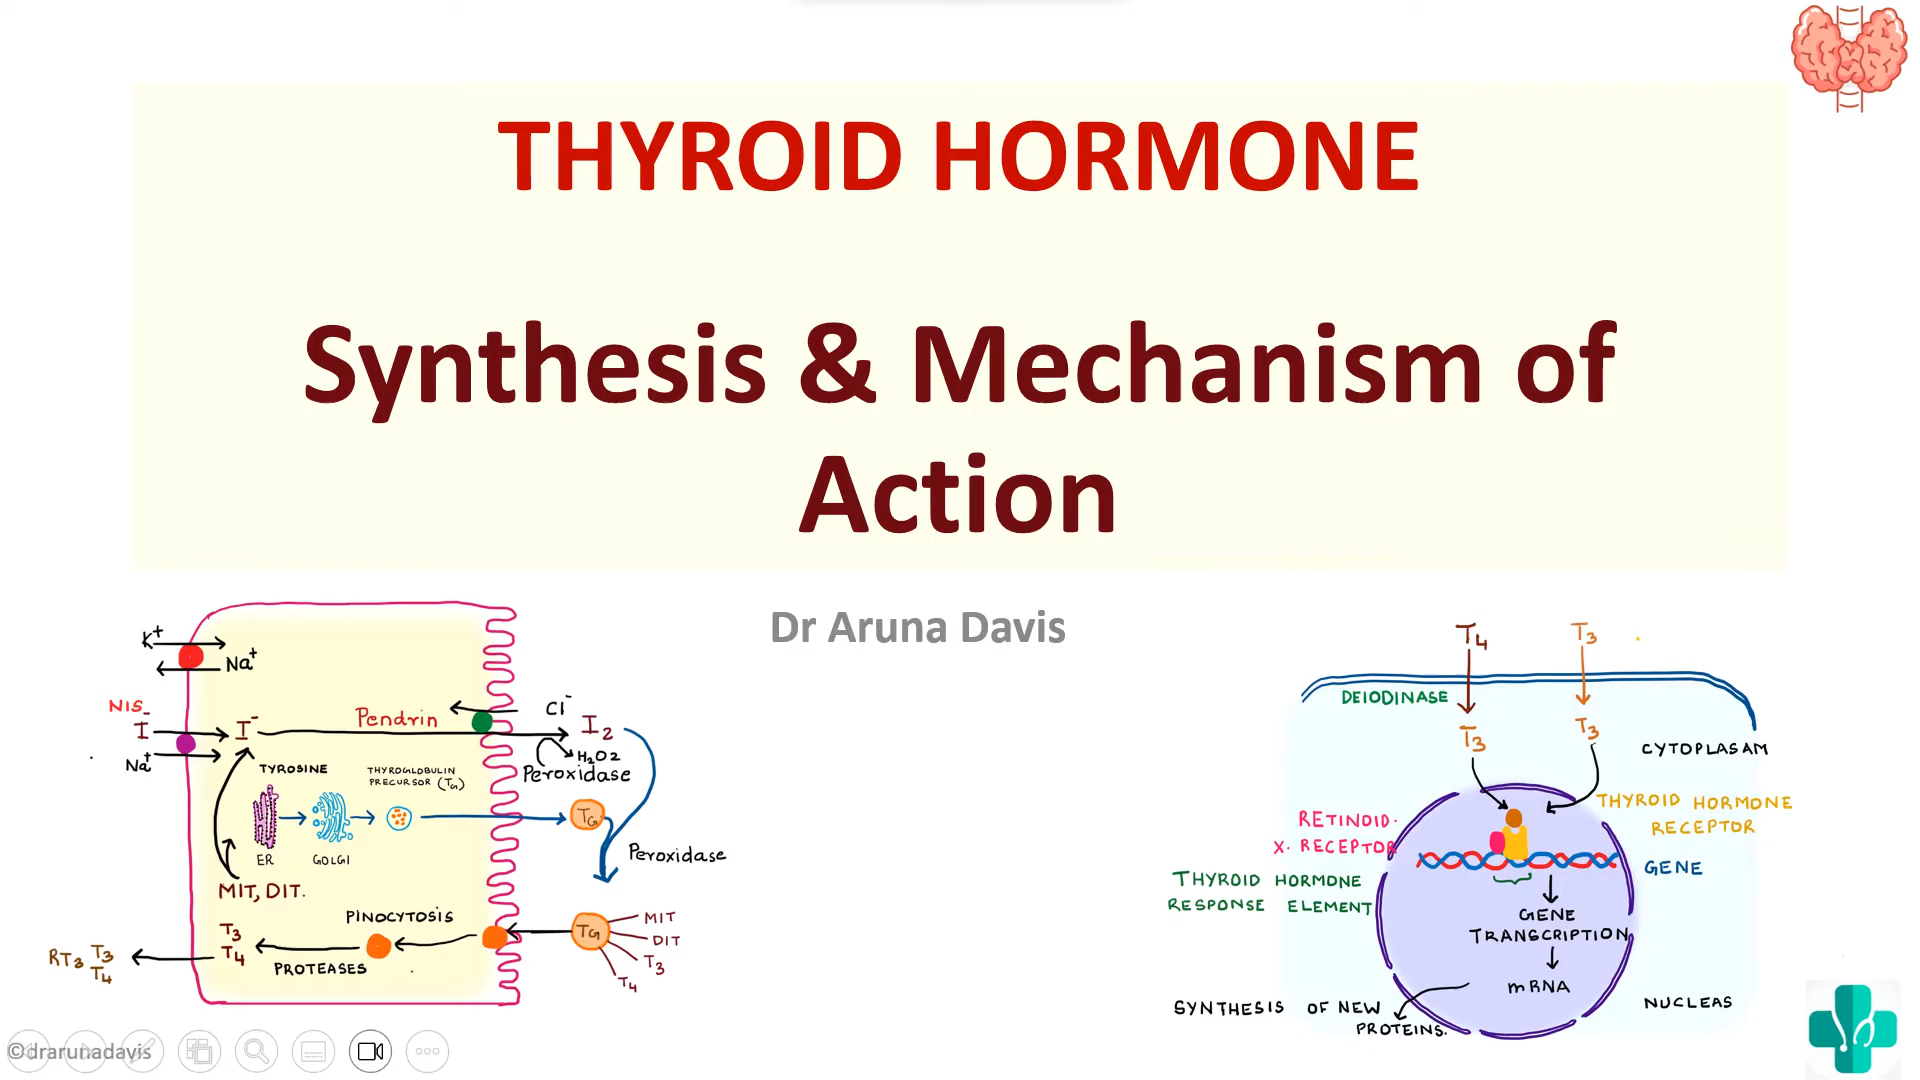 THYROID HORMONE
Synthesis & Mechanism of
Action
Dr Aruna Davis
K+
Na+
NIS
I-
Na+
I-
Pendrin
Cl-
I2
H2O2
Peroxidase
TYROSINE
THYROGLOBULIN
PRECURSOR (TG)
ER
GOLGI
TG
Peroxidase
MIT, DIT.
PINOCYTOSIS
PROTEASES
T3
T4
RT3 T3
T4
TG
MIT
DIT
T3
T4
T4
T3
DEIODINASE
T3
T3
CYTOPLASAM
RETINOID.
X. RECEPTOR
THYROID HORMONE
RECEPTOR
THYROID HORMONE
RESPONSE ELEMENT
GENE
GENE
TRANSCRIPTION
mRNA
SYNTHESIS OF NEW
PROTEINS.
NUCLEAS
©drarunadavis